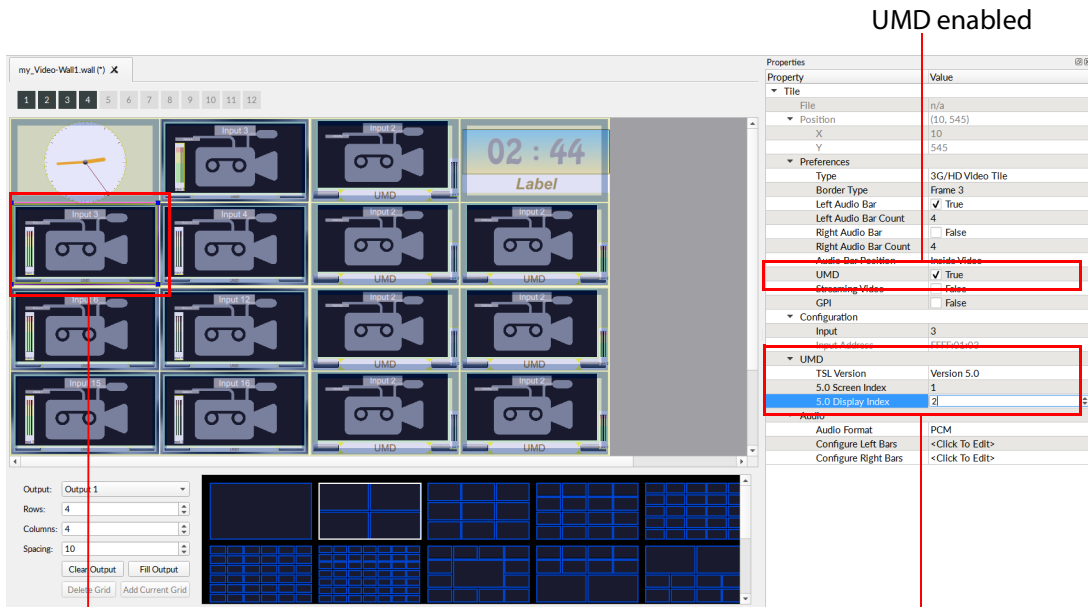 UMD enabled
my_Video-Wall1.wall (*)
1 2 3 4 5 6 7 8 9 10 11 12
Input 3
Input 2
UMD
02 : 44
Label
Input 3
Input 4
Input 2
UMD
Input 2
UMD
Input 6
Input 12
Input 2
UMD
Input 2
UMD
Input 15
Input 16
Input 2
UMD
Input 2
UMD
Output: Output 1
Rows: 4
Columns: 4
Spacing: 10
Clear Output Fill Output
Delete Grid Add Current Grid
Properties
Property Value
Tile
File n/a
Position (10, 545)
X 10
Y 545
Preferences
Type 3G/HD Video Tile
Border Type Frame 3
Left Audio Bar True
Left Audio Bar Count 4
Right Audio Bar False
Right Audio Bar Count 4
Audio Bar Position Inside Video
UMD True
Streaming Video False
GPI False
Configuration
Input 3
Input Address FFFF:01:03
UMD
TSL Version Version 5.0
5.0 Screen Index 1
5.0 Display Index 2
Audio
Audio Format PCM
Configure Left Bars <Click To Edit>
Configure Right Bars <Click To Edit>